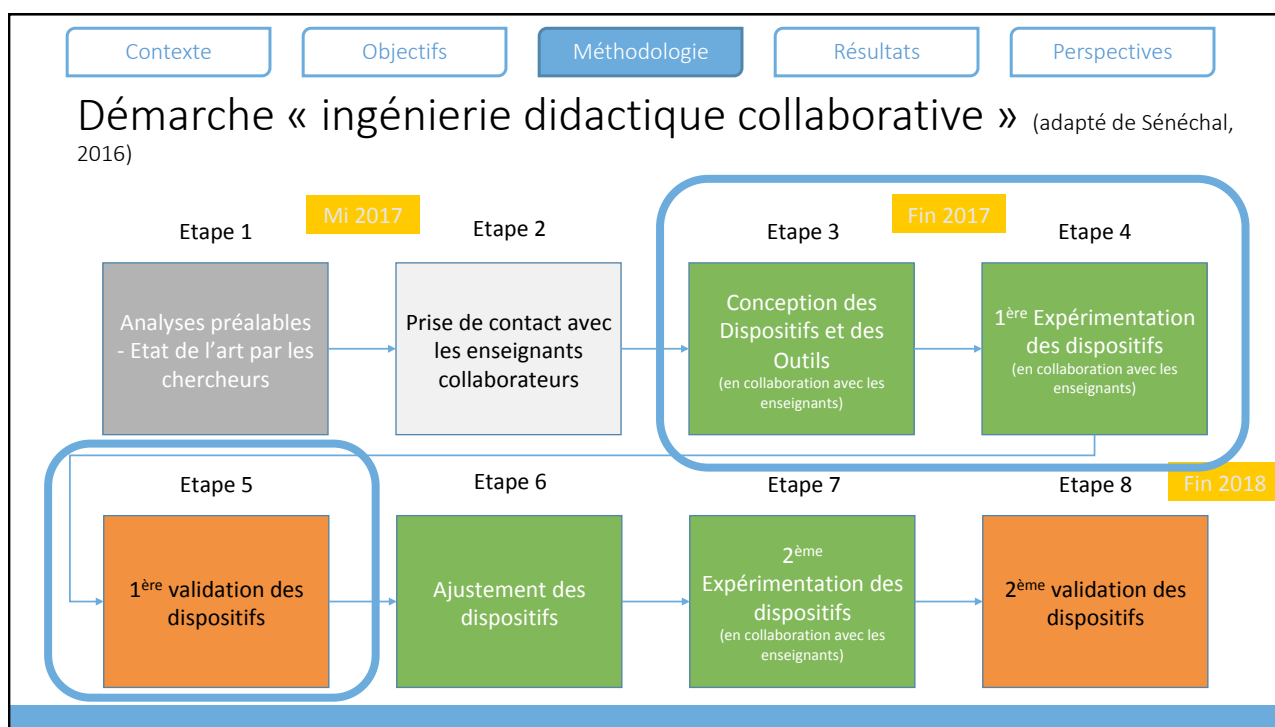 Contexte
Objectifs
Méthodologie
Résultats
Perspectives
Démarche « ingénierie didactique collaborative » (adapté de Sénéchal,
2016)
Mi 2017
Fin 2017
Etape 1
Etape 2
Etape 3
Etape 4
Analyses préalables
- Etat de l’art par les
chercheurs
Prise de contact avec
les enseignants
collaborateurs
Conception des
Dispositifs et des
Outils
(en collaboration avec les
enseignants)
1ère Expérimentation
des dispositifs
(en collaboration avec les
enseignants)
Etape 5
Etape 6
Etape 7
Etape 8
Fin 2018
1ère validation des
dispositifs
Ajustement des
dispositifs
2ème
Expérimentation des
dispositifs
(en collaboration avec les
enseignants)
2ème validation des
dispositifs